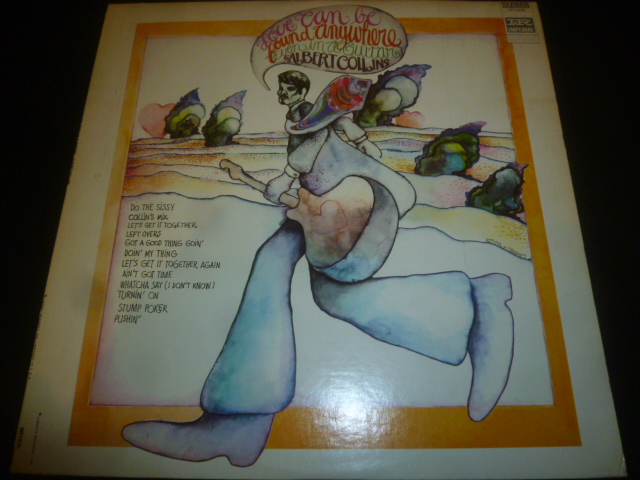 Love can be
found anywhere
even in a guitar
ALBERT COLLINS
STEREO
IMPERIAL
DO THE SISSY
COLLIN'S MIX
LET'S GET IT TOGETHER
LEFT OVERS
GOT A GOOD THING GOIN'
DOIN' MY THING
LET'S GET IT TOGETHER AGAIN
AIN'T GOT TIME
WHATCHA SAY (I DON'T KNOW)
TURNIN' ON
STUMP POKER
PUSHIN'